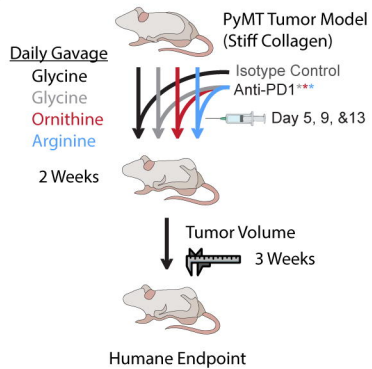 PyMT Tumor Model
(Stiff Collagen)
Daily Gavage
Glycine
Glycine
Ornithine
Arginine
Isotype Control
Anti-PD1***
Day 5, 9, &13
2 Weeks
Tumor Volume
3 Weeks
Humane Endpoint